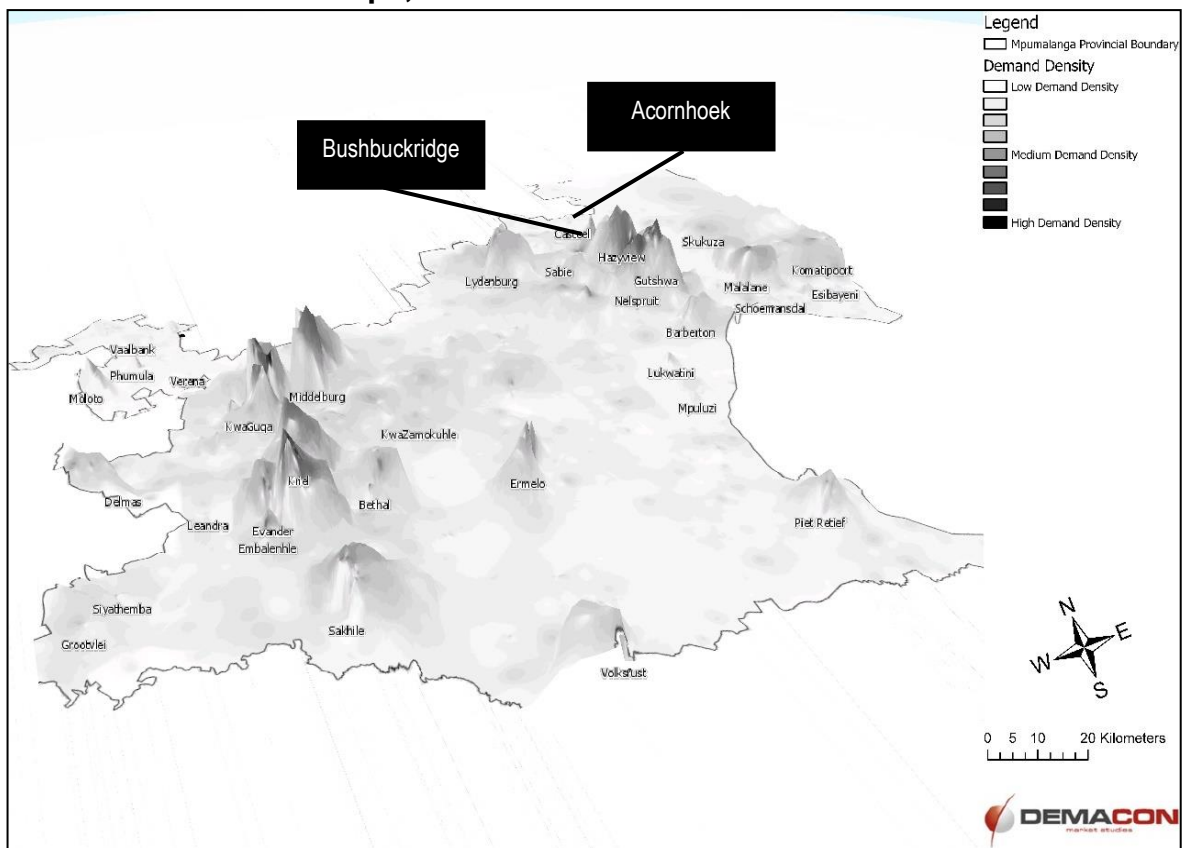 Legend
Mpumalanga Provincial Boundary
Demand Density
Low Demand Density
Medium Demand Density
High Demand Density
Acornhoek
Bushbuckridge
Casteel
Skukuza
Hazyview
Komatipoort
Sabie
Lydenburg
Gutshwa
Malalane
Esibayeni
Nelspruit
Schoemansdal
Barberton
Vaalbank
Phumula
Verena
Moloto
Lukwatini
Middelburg
Mpuluzi
KwaGuqa
KwaZamokuhle
Kriel
Ermelo
Delmas
Bethal
Leandra
Evander
Piet Retief
Embalenhle
Siyathemba
Sakhile
Grootvlei
Volksrust
N
E
W
S
0 5 10 20 Kilometers
DEMACON
market studies